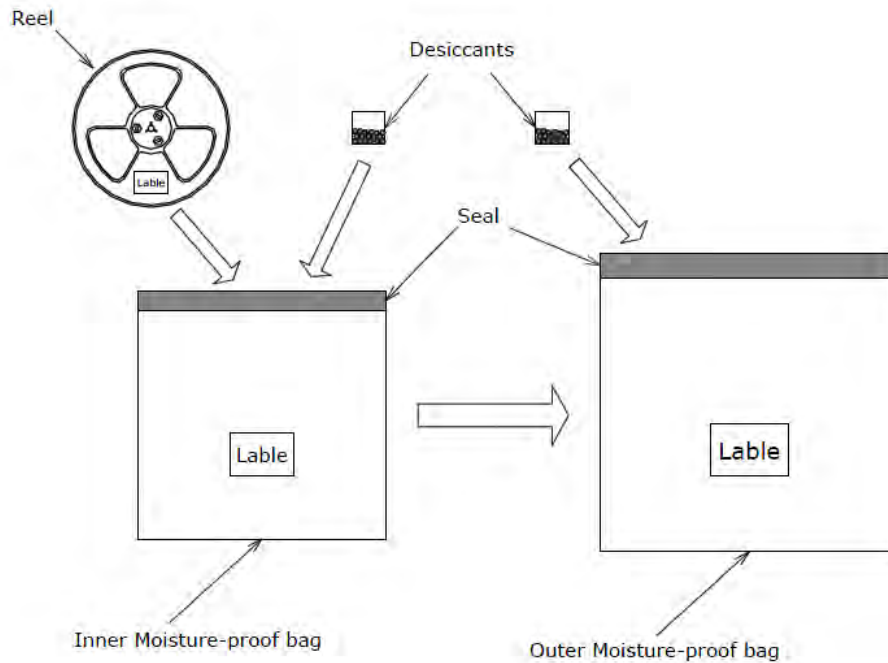 Reel
Desiccants
Lable
Seal
Lable
Lable
Inner Moisture-proof bag
Outer Moisture-proof bag